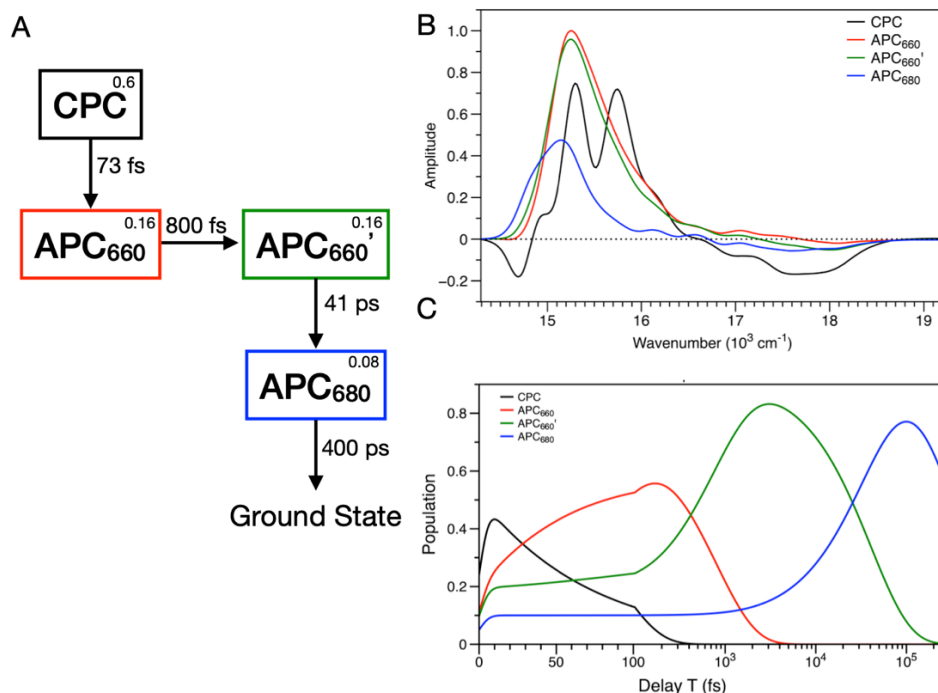 A
0.6
CPC
73 fs
0.16
APC660
800 fs
0.16
APC660'
41 ps
0.08
APC680
400 ps
Ground State
B
CPC
APC660
APC660'
APC680
1.0
0.8
0.6
0.4
0.2
0
−0.2
Amplitude
15 16 17 18 19
Wavenumber (10³ cm⁻¹)
C
CPC
APC660
APC660'
APC680
0.8
0.6
0.4
0.2
0
Population
0 50 100 10³ 10⁴ 10⁵
Delay T (fs)